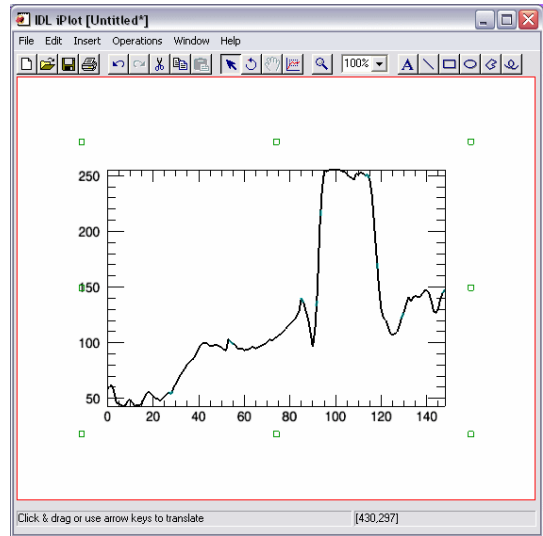 IDL iPlot [Untitled*]
File Edit Insert Operations Window Help
100% A
250
200
150
100
50
0 20 40 60 80 100 120 140
Click & drag or use arrow keys to translate [430,297]